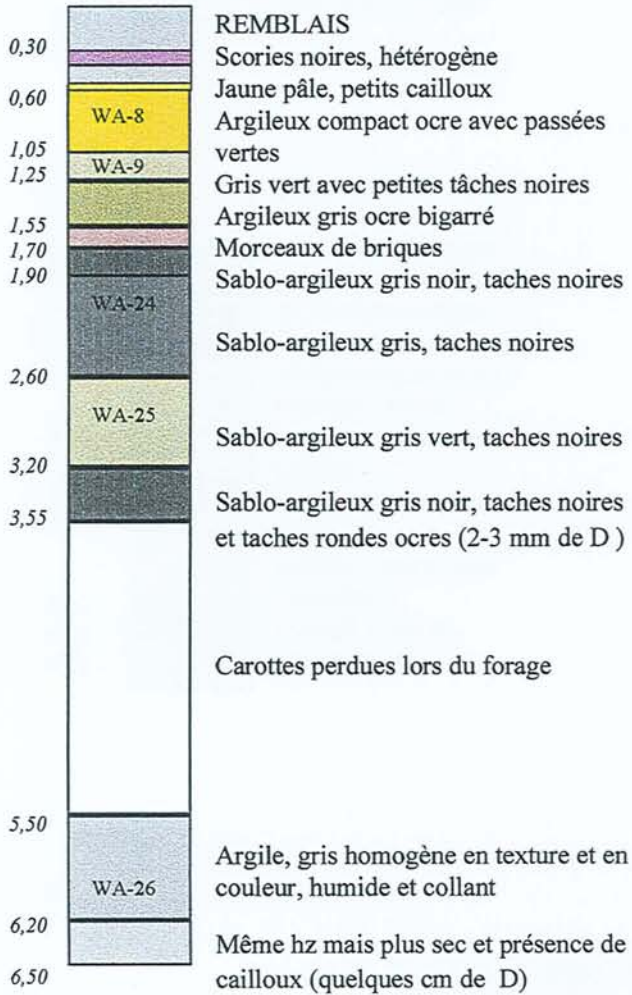 REMBLAIS
0,30
Scories noires, hétérogène
Jaune pâle, petits cailloux
0,60
WA-8
Argileux compact ocre avec passées
vertes
1,05
WA-9
1,25
Gris vert avec petites tâches noires
Argileux gris ocre bigarré
1,55
Morceaux de briques
1,70
Sablo-argileux gris noir, taches noires
1,90
WA-24
Sablo-argileux gris, taches noires
2,60
WA-25
Sablo-argileux gris vert, taches noires
3,20
Sablo-argileux gris noir, taches noires
3,55
et taches rondes ocres (2-3 mm de D )
Carottes perdues lors du forage
5,50
Argile, gris homogène en texture et en
WA-26
couleur, humide et collant
6,20
Même hz mais plus sec et présence de
6,50
cailloux (quelques cm de D)